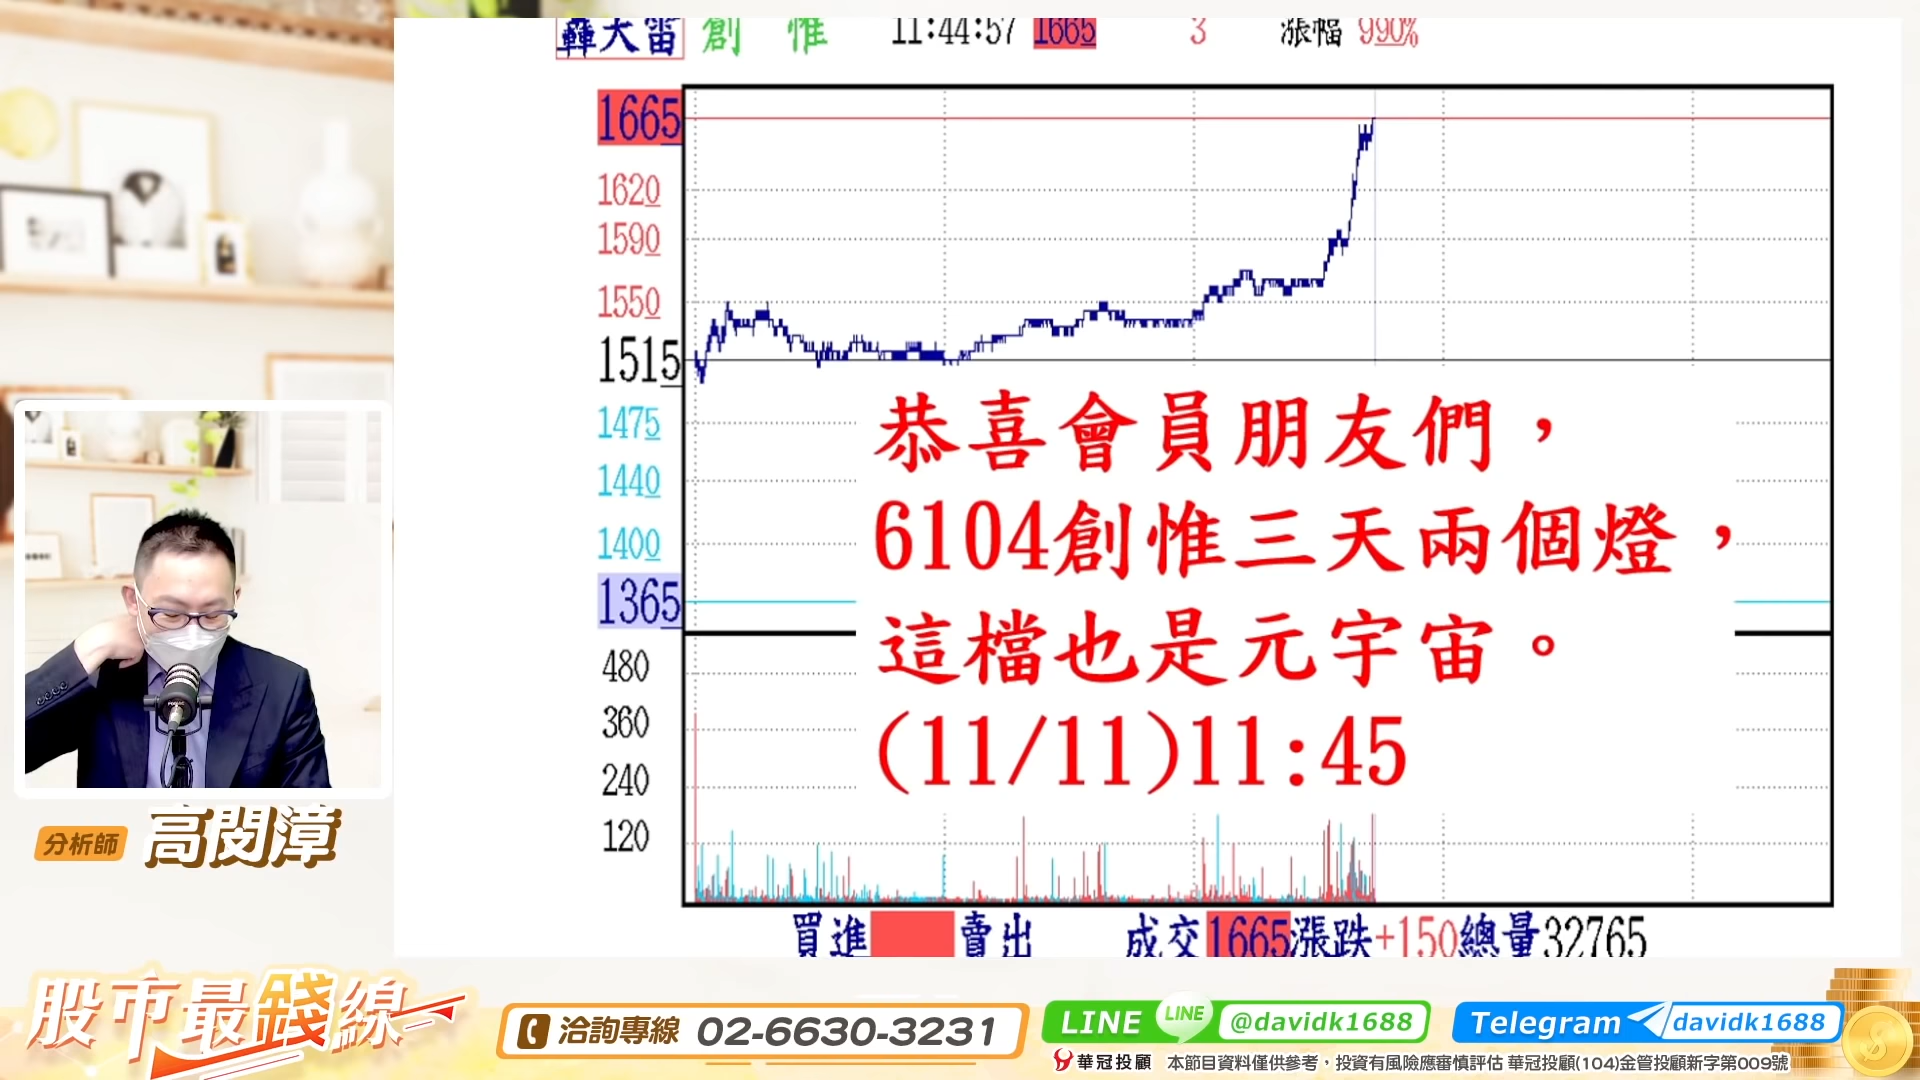 轟天雷 創 惟 11:44:57 1665 3 漲幅 990%
1665
1620
1590
1550
1515
1475
1440
1400
1365
480
360
240
120
恭喜會員朋友們，
6104創惟三天兩個燈，
這檔也是元宇宙。
(11/11)11:45
買進 賣出 成交1665漲跌+150總量32765
分析師 高閔漳
股市最錢線
洽詢專線 02-6630-3231
LINE LINE @davidk1688
Telegram davidk1688
華冠投顧 本節目資料僅供參考，投資有風險應審慎評估 華冠投顧(104)金管投顧新字第009號